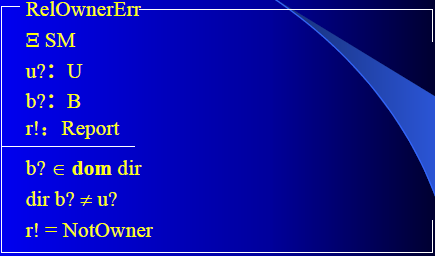 RelOwnerErr
Ξ SM
u?：U
b?：B
r!：Report
b? ∈ dom dir
dir b? ≠ u?
r! = NotOwner